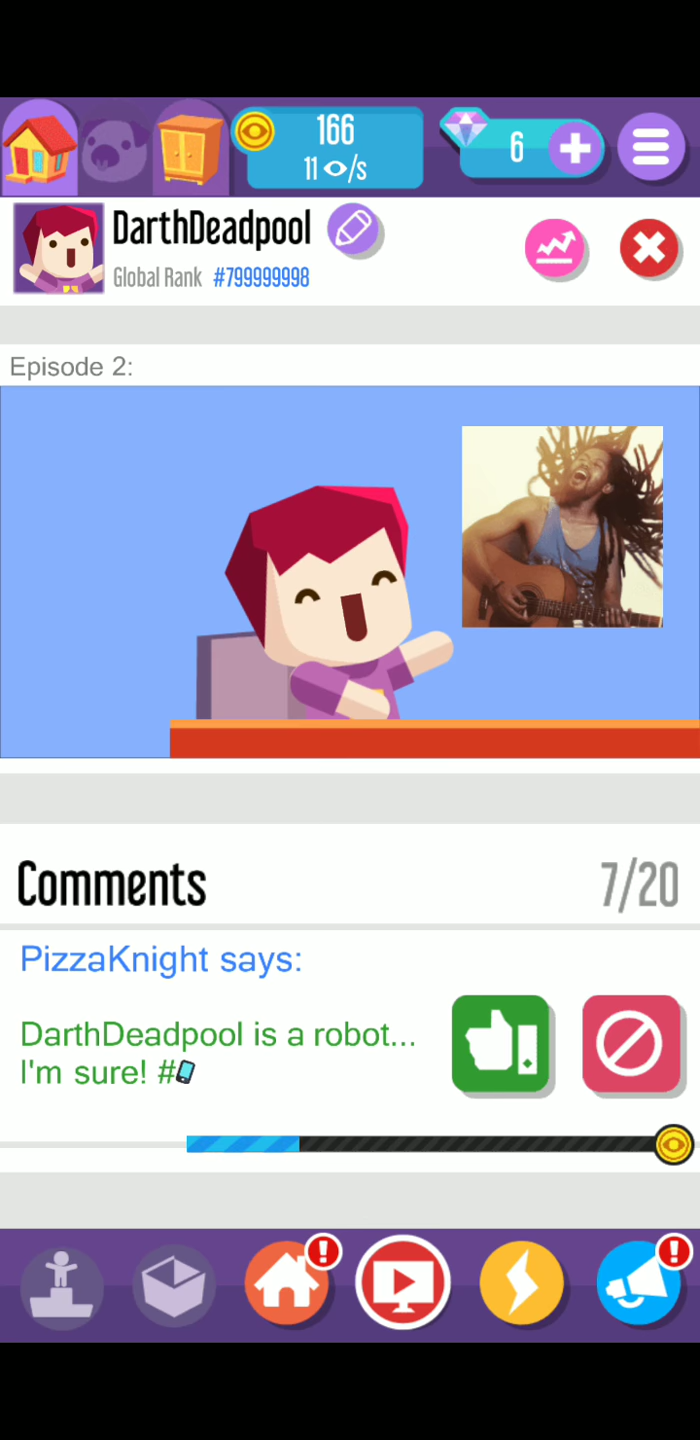 166
11 /s
6
DarthDeadpool
Global Rank #799999998
Episode 2:
Comments 7/20
PizzaKnight says:
DarthDeadpool is a robot...
I'm sure! #📱